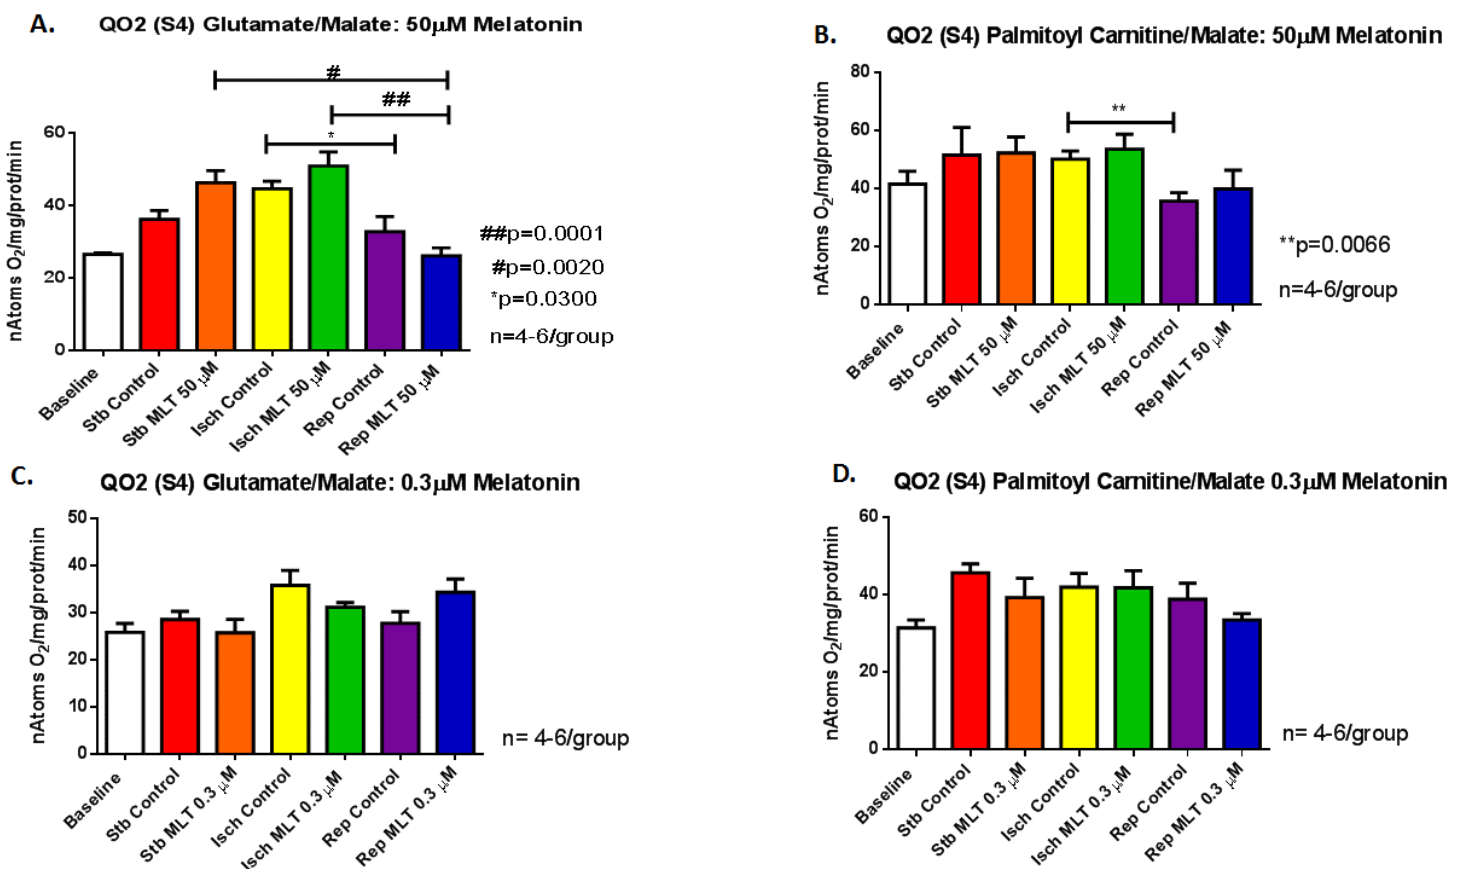 A.
QO2 (S4) Glutamate/Malate: 50μM Melatonin
#
##
*
60
40
20
0
nAtoms O₂/mg/prot/min
Baseline
Stb Control
Stb MLT 50 μM
Isch Control
Isch MLT 50 μM
Rep Control
Rep MLT 50 μM
##p=0.0001
#p=0.0020
*p=0.0300
n=4-6/group
B.
QO2 (S4) Palmitoyl Carnitine/Malate: 50μM Melatonin
**
80
60
40
20
0
nAtoms O₂/mg/prot/min
Baseline
Stb Control
Stb MLT 50 μM
Isch Control
Isch MLT 50 μM
Rep Control
Rep MLT 50 μM
**p=0.0066
n=4-6/group
C.
QO2 (S4) Glutamate/Malate: 0.3μM Melatonin
50
40
30
20
10
0
nAtoms O₂/mg/prot/min
Baseline
Stb Control
Stb MLT 0.3 μM
Isch Control
Isch MLT 0.3 μM
Rep Control
Rep MLT 0.3 μM
n= 4-6/group
D.
QO2 (S4) Palmitoyl Carnitine/Malate 0.3μM Melatonin
60
40
20
0
nAtoms O₂/mg/prot/min
Baseline
Stb Control
Stb MLT 0.3 μM
Isch Control
Isch MLT 0.3 μM
Rep Control
Rep MLT 0.3 μM
n= 4-6/group